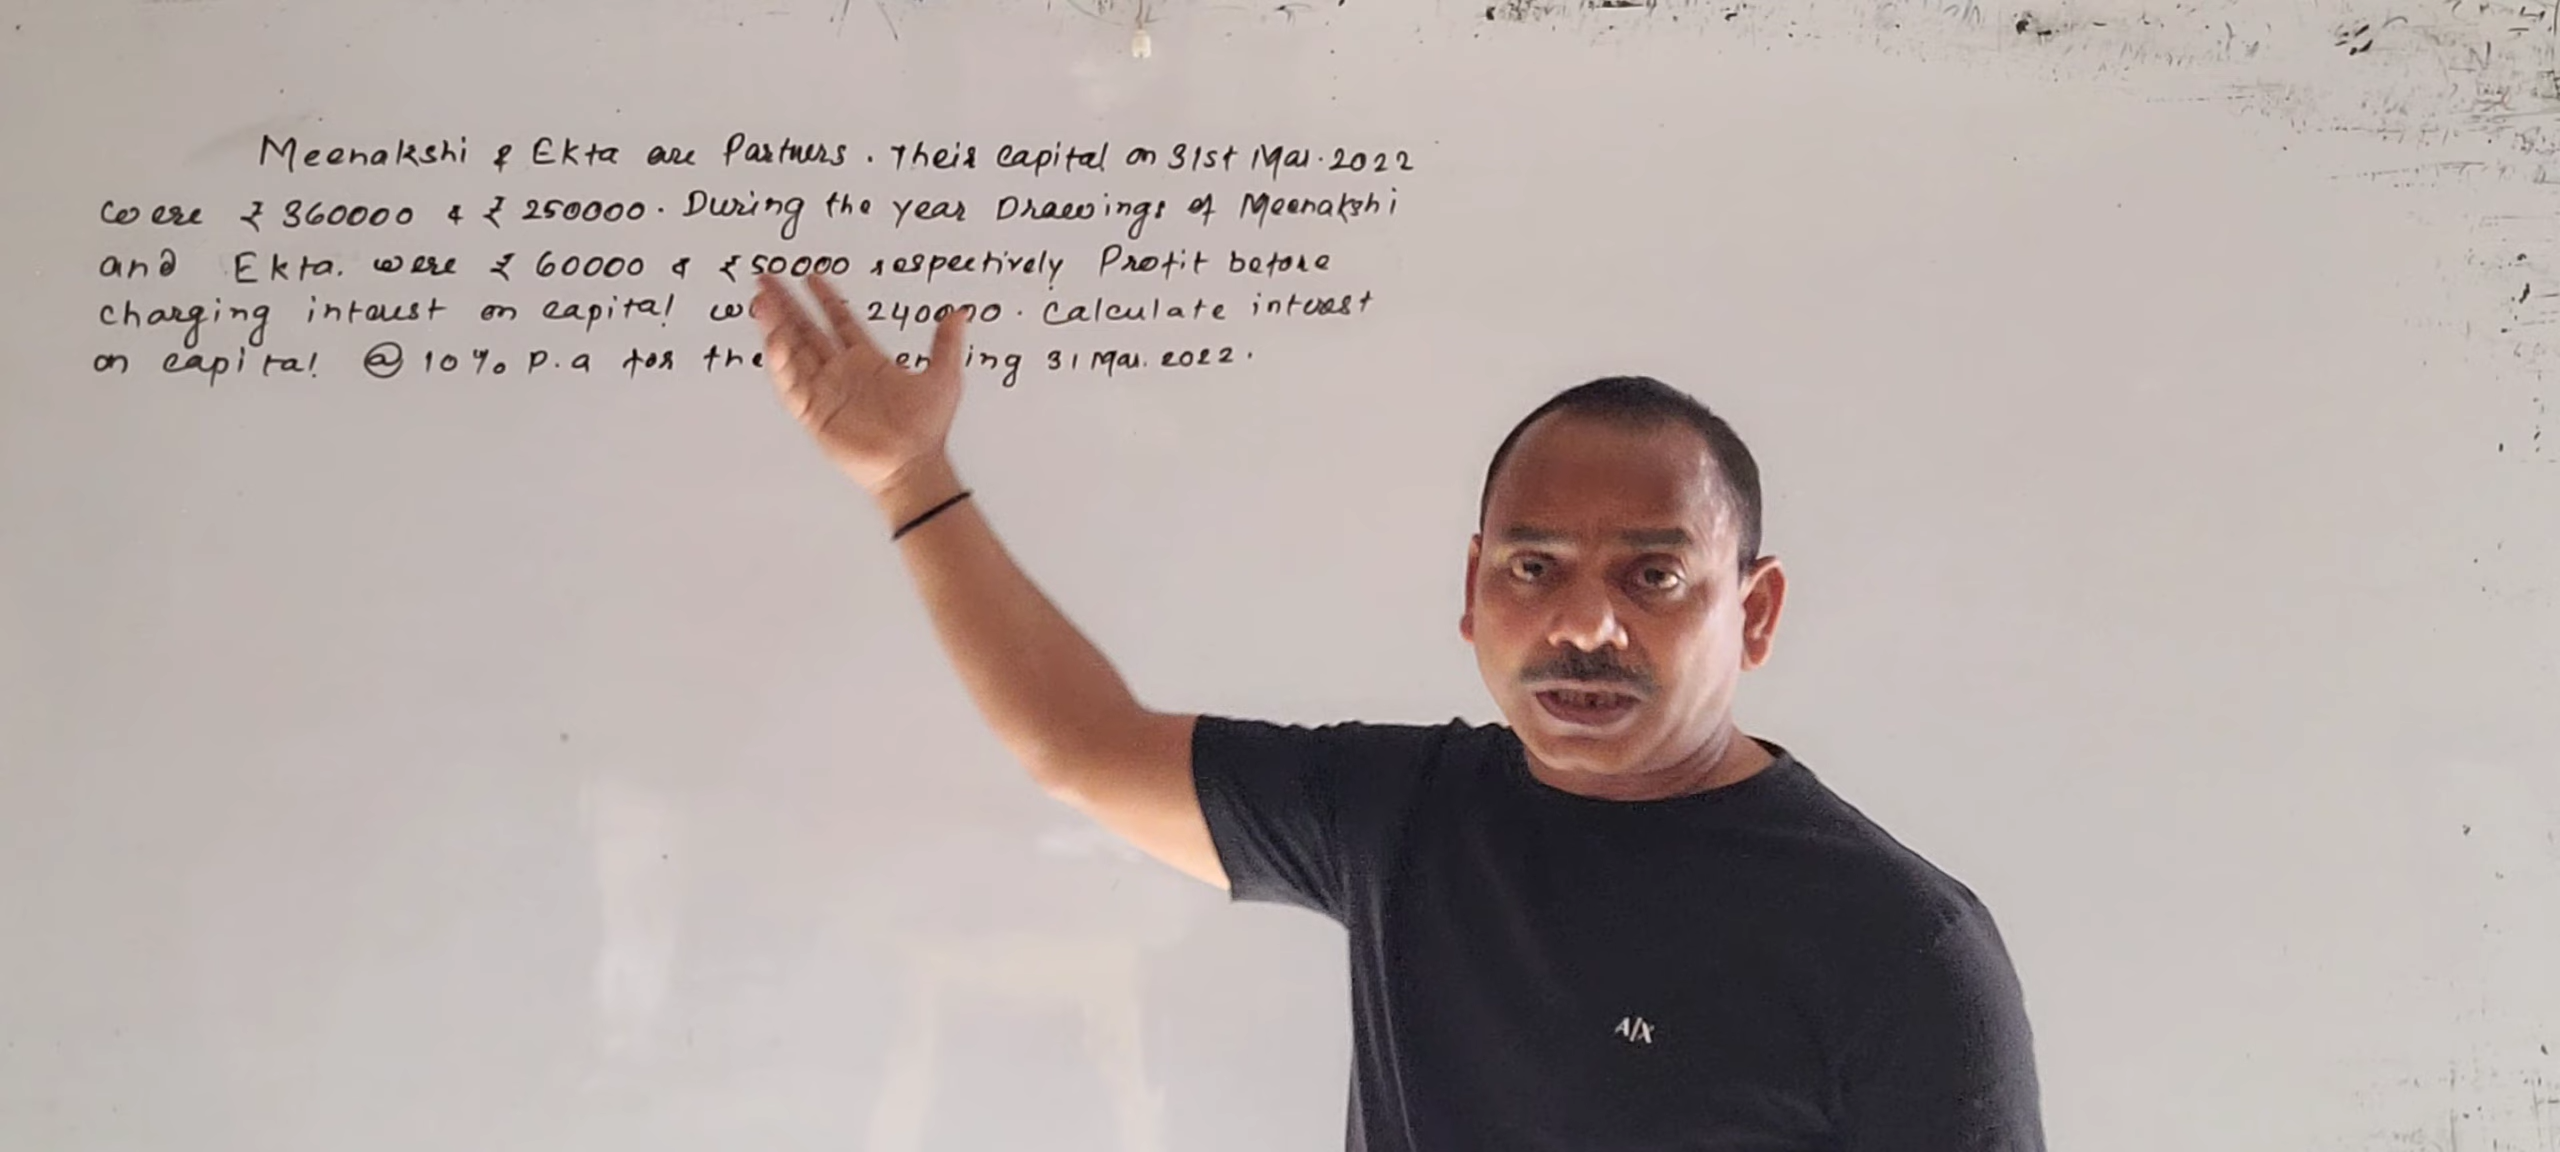 Meenakshi & Ekta are Partners. Their capital on 31st Mar. 2022
were ₹ 360000 & ₹ 250000. During the year Drawings of Meenakshi
and Ekta. were ₹ 60000 & ₹ 50000 respectively Profit before
charging interest on capital 240000. Calculate interest
on capital @ 10% P.a for the ing 31 Mar. 2022.
A/X